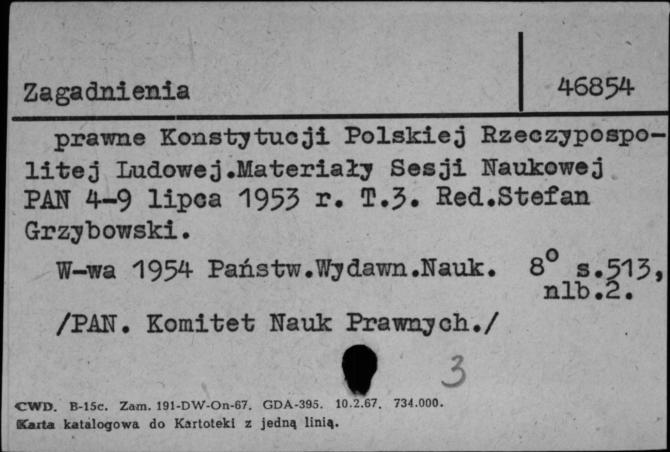 Zagadnienia 46854
prawne Konstytucji Polskiej Rzeczypospo-
litej Ludowej.Materiały Sesji Naukowej
PAN 4-9 lipca 1953 r. T.3. Red.Stefan
Grzybowski.
W-wa 1954 Państw.Wydawn.Nauk. 8° s.513,
nlb.2.
/PAN. Komitet Nauk Prawnych./
3
CWD. B-15c. Zam. 191-DW-On-67. GDA-395. 10.2.67. 734.000.
Karta katalogowa do Kartoteki z jedną linią.